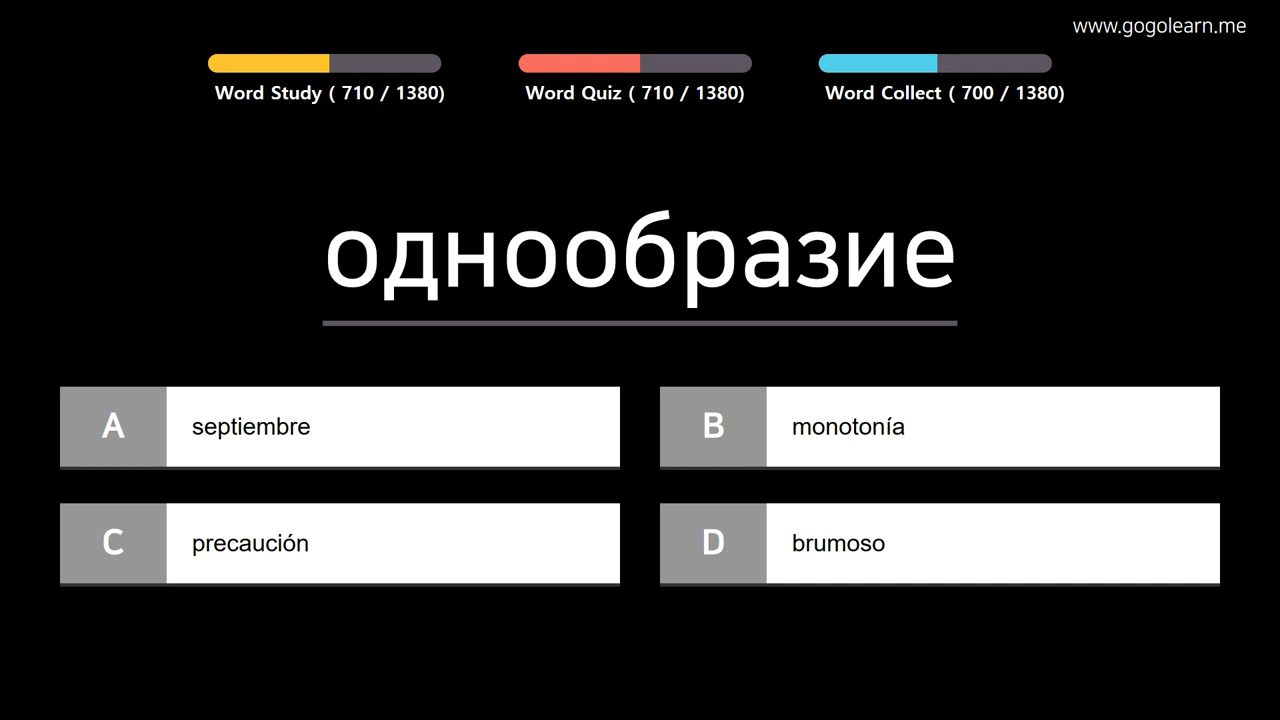 www.gogolearn.me
Word Study ( 710 / 1380)
Word Quiz ( 710 / 1380)
Word Collect ( 700 / 1380)
однообразие
A septiembre
B monotonía
C precaución
D brumoso